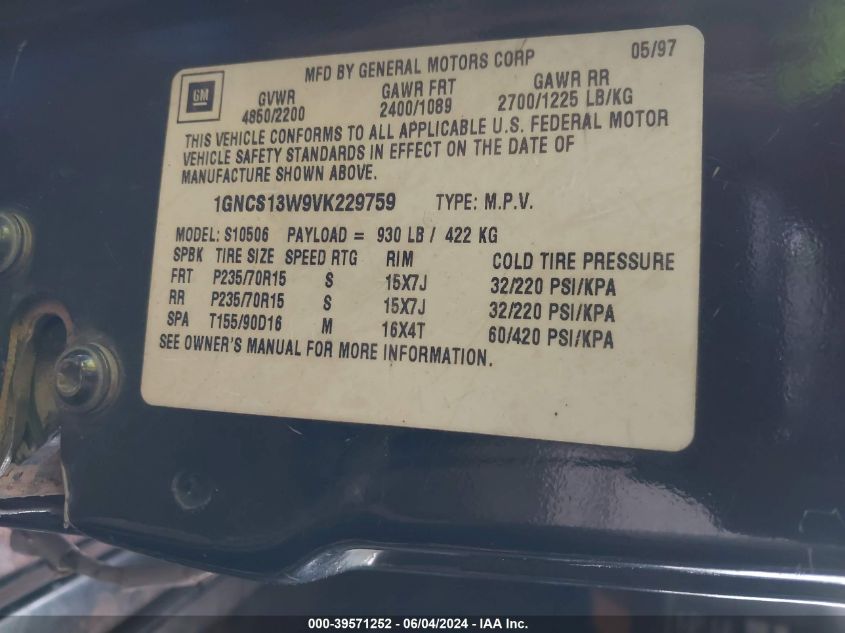 MFD BY GENERAL MOTORS CORP 05/97
GM
GVWR GAWR FRT GAWR RR
4850/2200 2400/1089 2700/1225 LB/KG
THIS VEHICLE CONFORMS TO ALL APPLICABLE U.S. FEDERAL MOTOR
VEHICLE SAFETY STANDARDS IN EFFECT ON THE DATE OF
MANUFACTURE SHOWN ABOVE.
1GNCS13W9VK229759 TYPE: M.P.V.
MODEL: S10506 PAYLOAD = 930 LB/ 422 KG
SPBK TIRE SIZE SPEED RTG RIM COLD TIRE PRESSURE
FRT P235/70R15 S 15X7J 32/220 PSI/KPA
RR P235/70R15 S 15X7J 32/220 PSI/KPA
SPA T155/90D16 M 16X4T 60/420 PSI/KPA
SEE OWNER'S MANUAL FOR MORE INFORMATION.
000-39571252 - 06/04/2024 - IAA Inc.